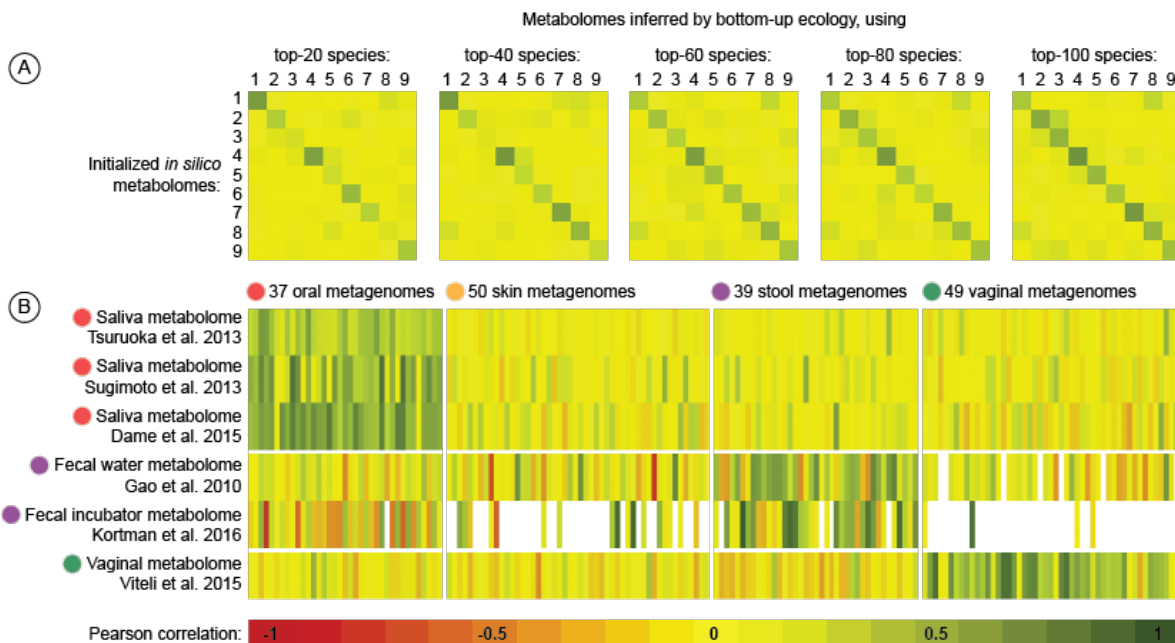 Metabolomes inferred by bottom-up ecology, using
A
top-20 species: top-40 species: top-60 species: top-80 species: top-100 species:
1 2 3 4 5 6 7 8 9 1 2 3 4 5 6 7 8 9 1 2 3 4 5 6 7 8 9 1 2 3 4 5 6 7 8 9 1 2 3 4 5 6 7 8 9
1
2
3
Initialized in silico 4
metabolomes: 5
6
7
8
9
B
37 oral metagenomes 50 skin metagenomes 39 stool metagenomes 49 vaginal metagenomes
Saliva metabolome
Tsuruoka et al. 2013
Saliva metabolome
Sugimoto et al. 2013
Saliva metabolome
Dame et al. 2015
Fecal water metabolome
Gao et al. 2010
Fecal incubator metabolome
Kortman et al. 2016
Vaginal metabolome
Viteli et al. 2015
Pearson correlation: -1 -0.5 0 0.5 1